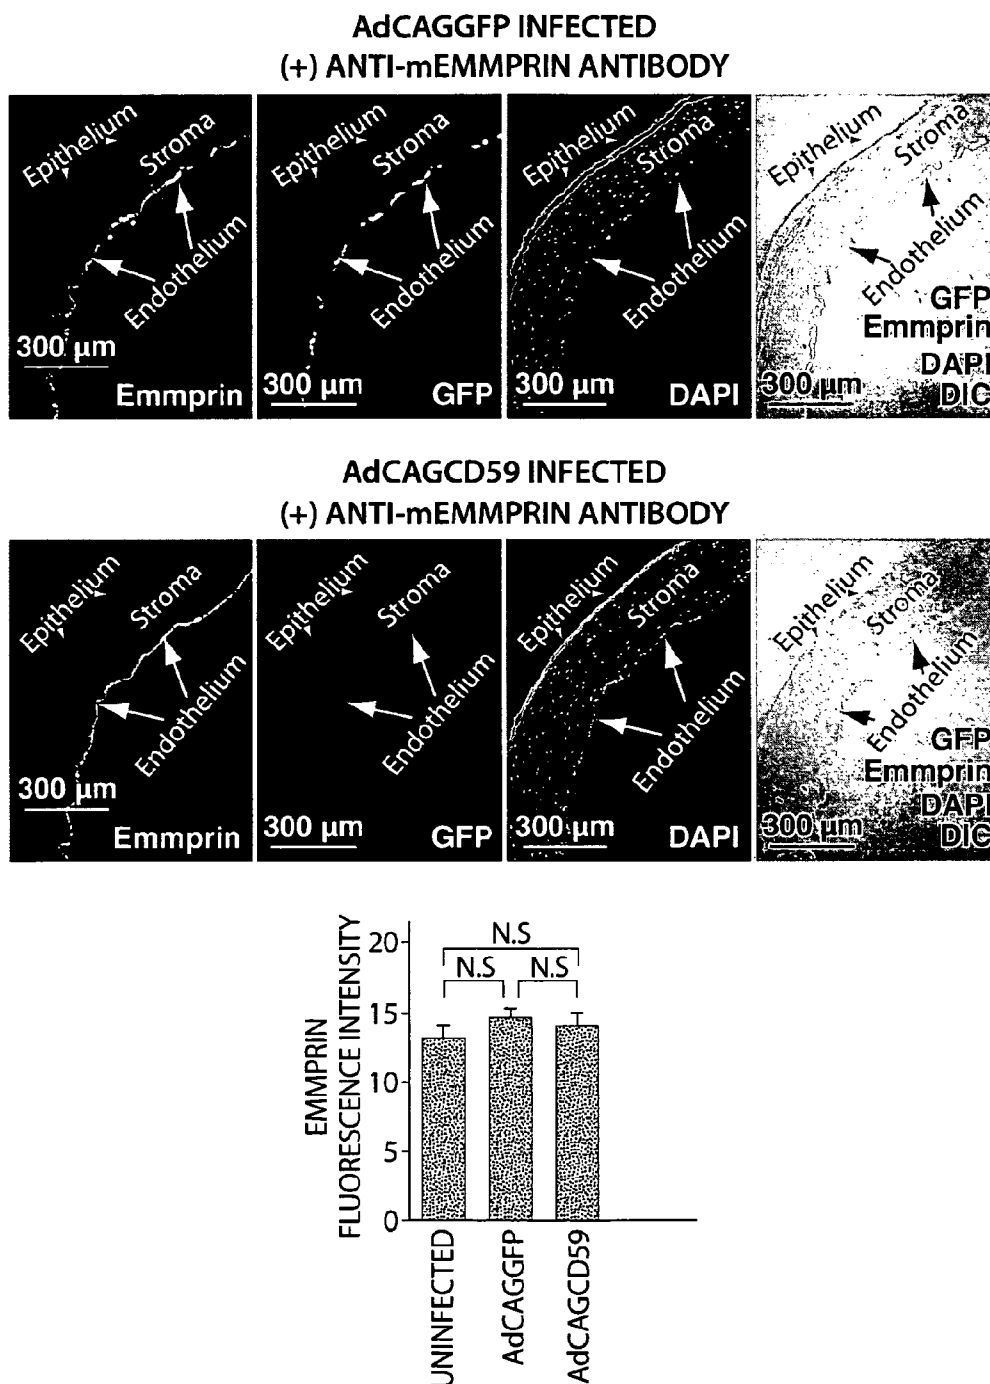 AdCAGGFP INFECTED
(+) ANTI-mEMMPRIN ANTIBODY
Epithelium
Stroma
Endothelium
300 µm
Emmprin
Epithelium
Stroma
Endothelium
300 µm
GFP
Epithelium
Stroma
Endothelium
300 µm
DAPI
Epithelium
Stroma
Endothelium
GFP
Emmprin
DAPI
DIC
300 µm
AdCAGCD59 INFECTED
(+) ANTI-mEMMPRIN ANTIBODY
Epithelium
Stroma
Endothelium
300 µm
Emmprin
Epithelium
Stroma
Endothelium
300 µm
GFP
Epithelium
Stroma
Endothelium
300 µm
DAPI
Epithelium
Stroma
Endothelium
GFP
Emmprin
DAPI
DIC
300 µm
EMMPRIN
FLUORESCENCE INTENSITY
20
15
10
5
0
N.S
N.S
N.S
UNINFECTED
AdCAGGFP
AdCAGCD59